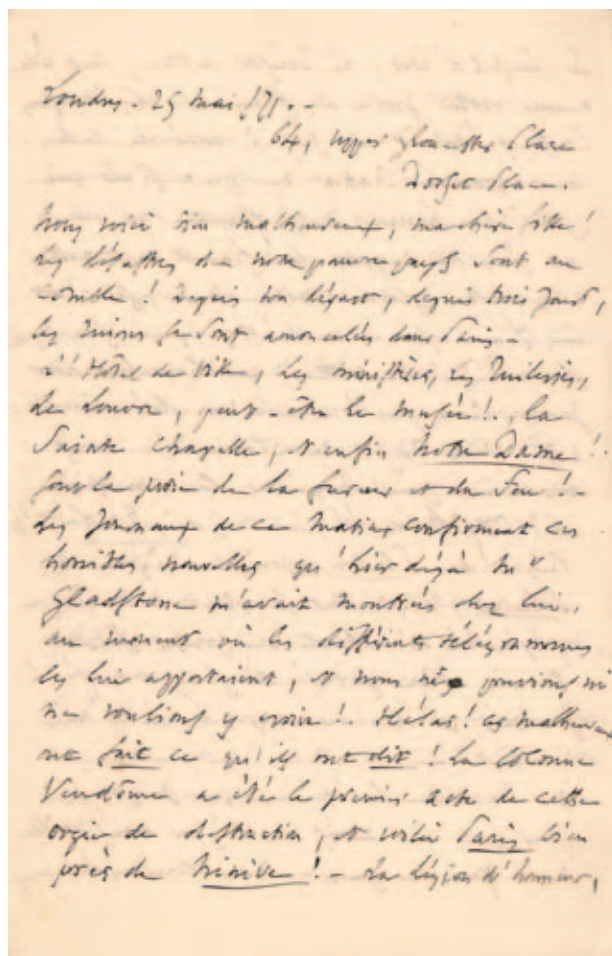 Londres. 25 mai /71. -
64, upper Gloucester Place
Dorset Place.
Nous voici bien malheureux, ma chère fille!
Les désastres de notre pauvre pays sont au
comble! Depuis ton départ, depuis trois jours,
les ruines se sont amoncelées dans Paris -
L'Hôtel de Ville, les ministères, les Tuileries,
le Louvre, peut-être le musée!, la
Sainte Chapelle, et enfin Notre Dame!
sont la proie de la fureur et du Feu! -
Les Journaux de ce matin confirment ces
horribles nouvelles qu'hier déjà Mr
Gladstone m'avait montrées chez lui,
au moment où les différents télégrammes
les lui apportaient, et nous ne pouvions ni
ne voulions y croire! Hélas! ces malheureux
ont fait ce qu'ils ont dit! La Colonne
Vendôme a été le premier acte de cette
orgie de destruction, et voilà Paris bien
près de Ninive! - La Légion d'honneur,